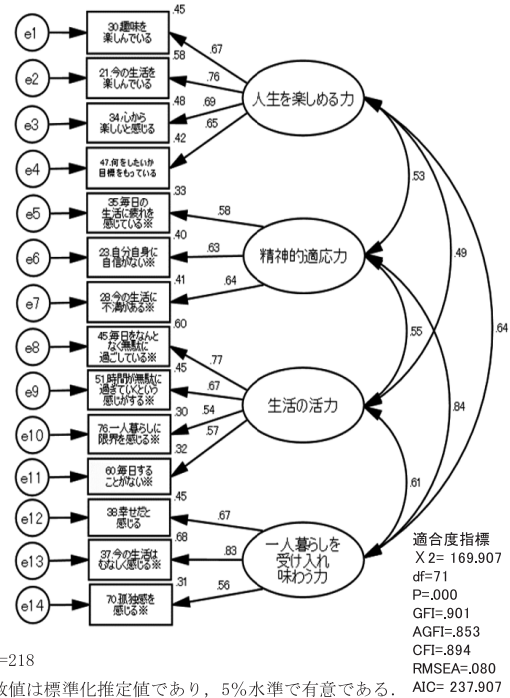 .45
e1
30.趣味を
楽しんでいる
.67
.58
e2
21.今の生活を
楽しんでいる
.76
人生を楽しめる力
.48
e3
34.心から
楽しいと感じる
.69
.42
e4
47.何をしたいか
目標をもっている
.65
.33
e5
35.毎日の
生活に疲れを
感じている※
.58
.53
.40
e6
23.自分自身に
自信がない※
.63
精神的適応力
.49
.41
e7
28.今の生活に
不満がある※
.64
.60
e8
45.毎日をなんと
なく無駄に
過ごしている※
.77
.55
.64
.45
e9
51.時間が無駄に
過ぎていくという
感じがする※
.67
生活の活力
.84
.30
e10
76.一人暮らしに
限界を感じる※
.54
.32
e11
60.毎日する
ことがない※
.57
.61
.45
e12
38.幸せだと
感じる
.67
.68
e13
37.今の生活は
むなしく感じる※
.83
一人暮らしを
受け入れ
味わう力
.31
e14
70.孤独感を
感じる※
.56
適合度指標
X2= 169.907
df=71
P=.000
GFI=.901
AGFI=.853
CFI=.894
RMSEA=.080
AIC= 237.907
=218
数値は標準化推定値であり，5%水準で有意である.